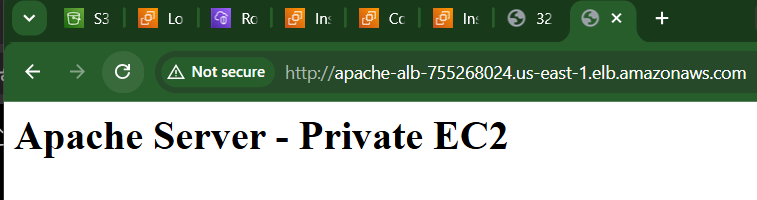 S3
Lo
Ro
Ins
Co
Ins
32
Not secure
http://apache-alb-755268024.us-east-1.elb.amazonaws.com
Apache Server - Private EC2